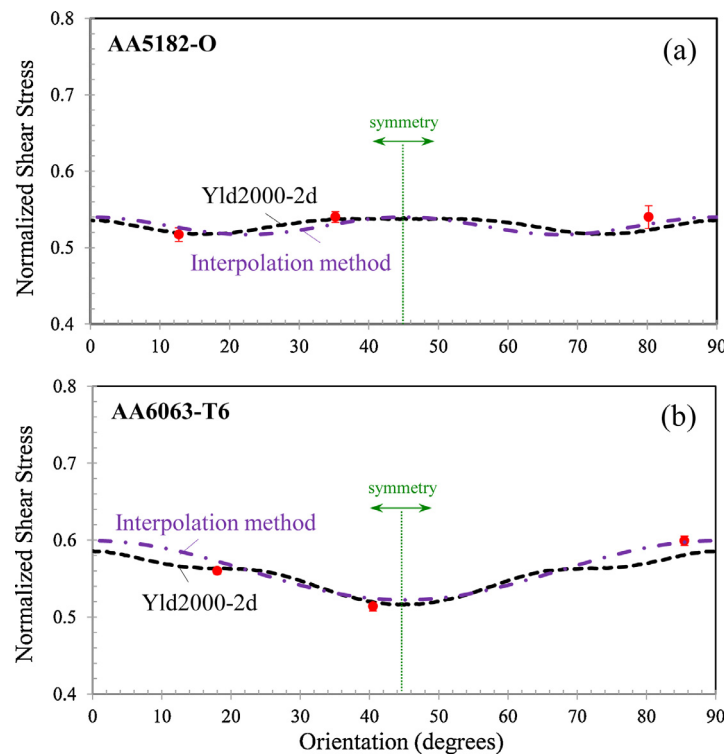 AA5182-O
(a)
symmetry
Yld2000-2d
Interpolation method
Normalized Shear Stress
0.8
0.7
0.6
0.5
0.4
0 10 20 30 40 50 60 70 80 90
AA6063-T6
(b)
symmetry
Interpolation method
Yld2000-2d
Normalized Shear Stress
0.8
0.7
0.6
0.5
0.4
0 10 20 30 40 50 60 70 80 90
Orientation (degrees)